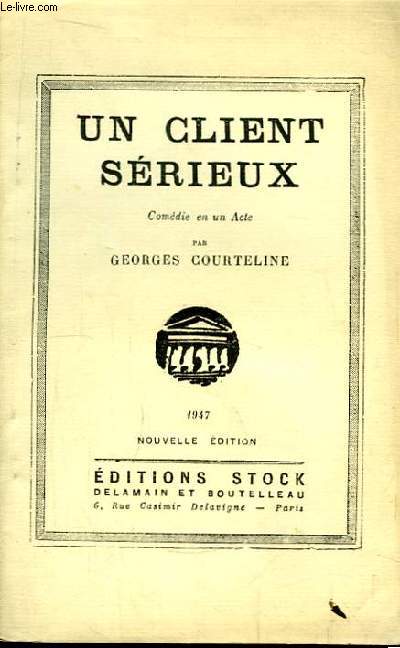 Le-livre.com
UN CLIENT
SÉRIEUX
Comédie en un Acte
PAR
GEORGES COURTELINE
1947
NOUVELLE ÉDITION
ÉDITIONS STOCK
DELAMAIN ET BOUTELLEAU
6, Rue Casimir Delavigne — Paris